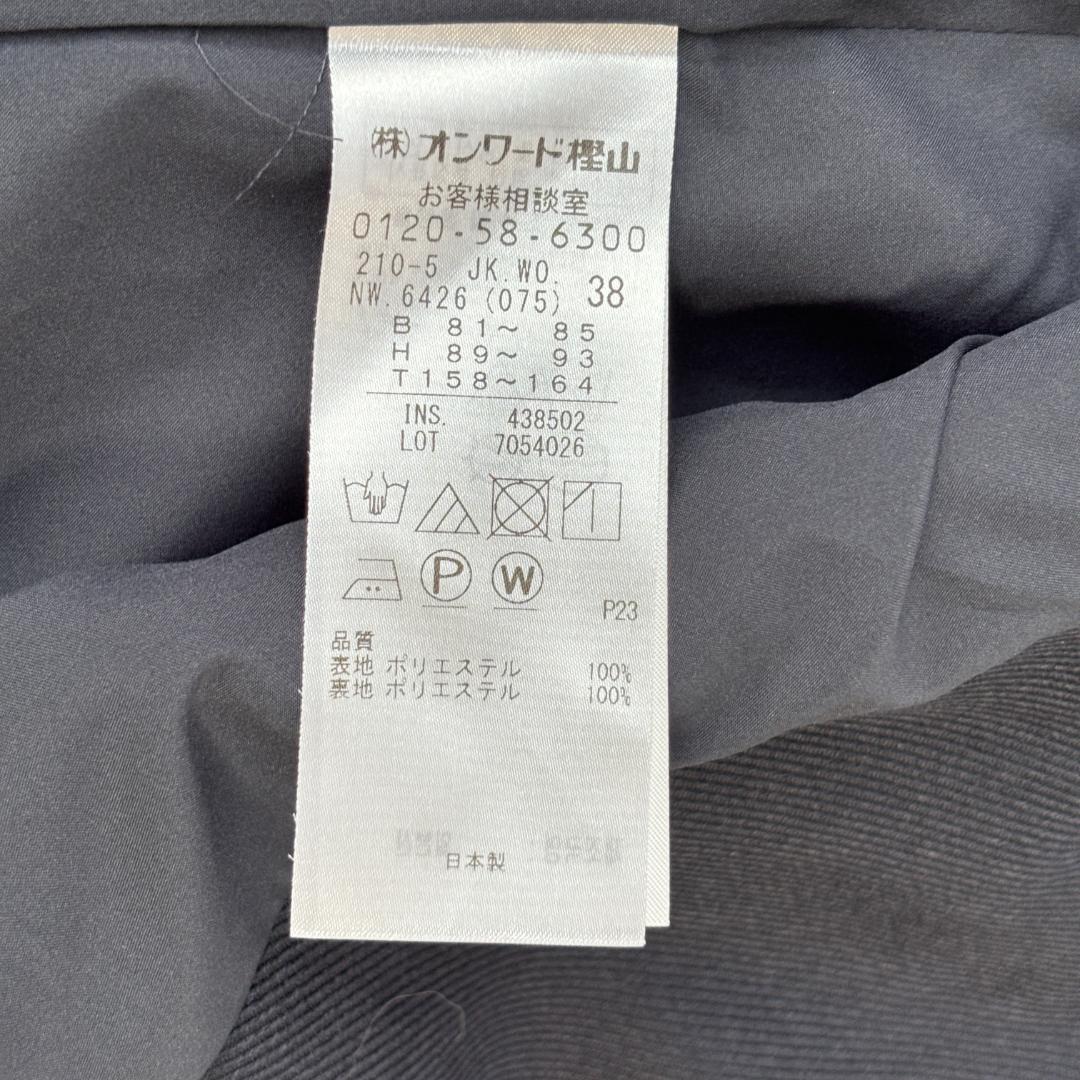 (株)オンワード樫山
お客様相談室
0120-58-6300
210-5 JK.WO.
NW.6426 (075) 38
B 81～ 85
H 89～ 93
T158～164
INS. 438502
LOT 7054026
P W
P23
品質
表地 ポリエステル 100%
裏地 ポリエステル 100%
日本製